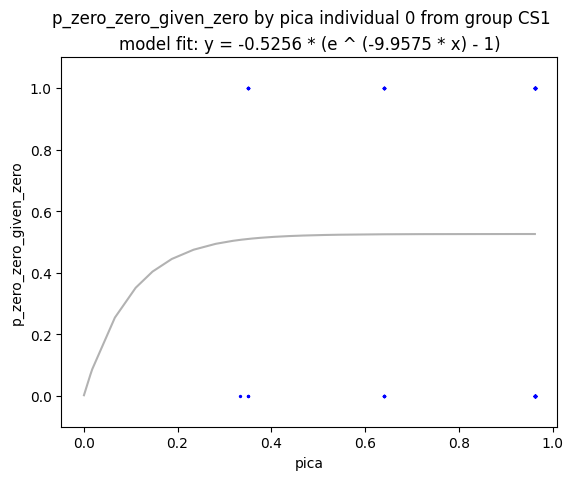 p_zero_zero_given_zero by pica individual 0 from group CS1
model fit: y = -0.5256 * (e ^ (-9.9575 * x) - 1)
1.0
0.8
0.6
0.4
0.2
0.0
p_zero_zero_given_zero
0.0 0.2 0.4 0.6 0.8 1.0
pica